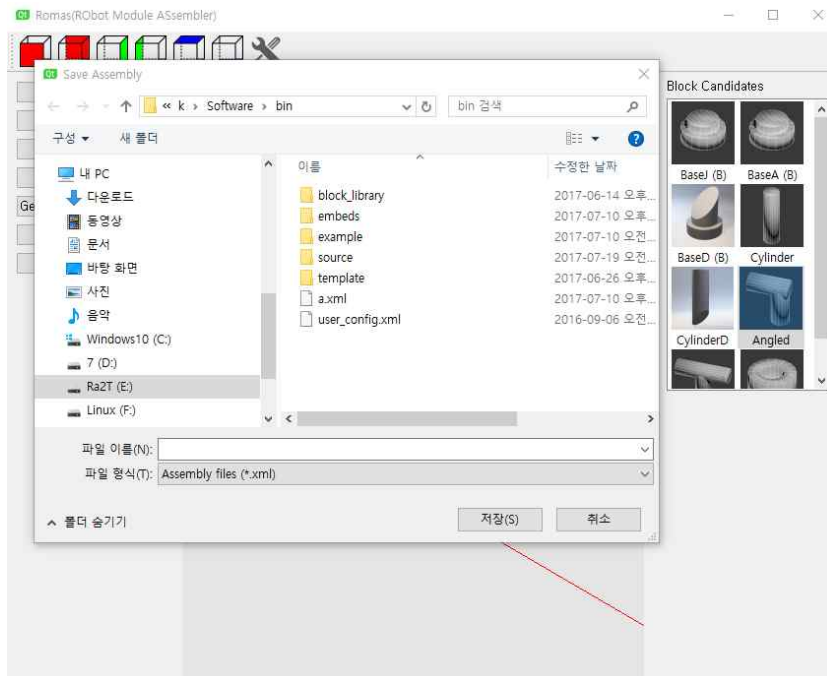 Romas(RObot Module ASsembler)
Save Assembly
« k › Software › bin
bin 검색
구성
새 폴더
내 PC
다운로드
동영상
문서
바탕 화면
사진
음악
Windows10 (C:)
7 (D:)
Ra2T (E:)
Linux (F:)
이름
수정한 날짜
block_library
2017-06-14 오후...
embeds
2017-07-10 오후...
example
2017-07-10 오전...
source
2017-07-19 오전...
template
2017-06-26 오후...
a.xml
2017-07-10 오후...
user_config.xml
2016-09-06 오전...
파일 이름(N):
파일 형식(T): Assembly files (*.xml)
폴더 숨기기
저장(S)
취소
Ge
Block Candidates
BaseJ (B)
BaseA (B)
BaseD (B)
Cylinder
CylinderD
Angled